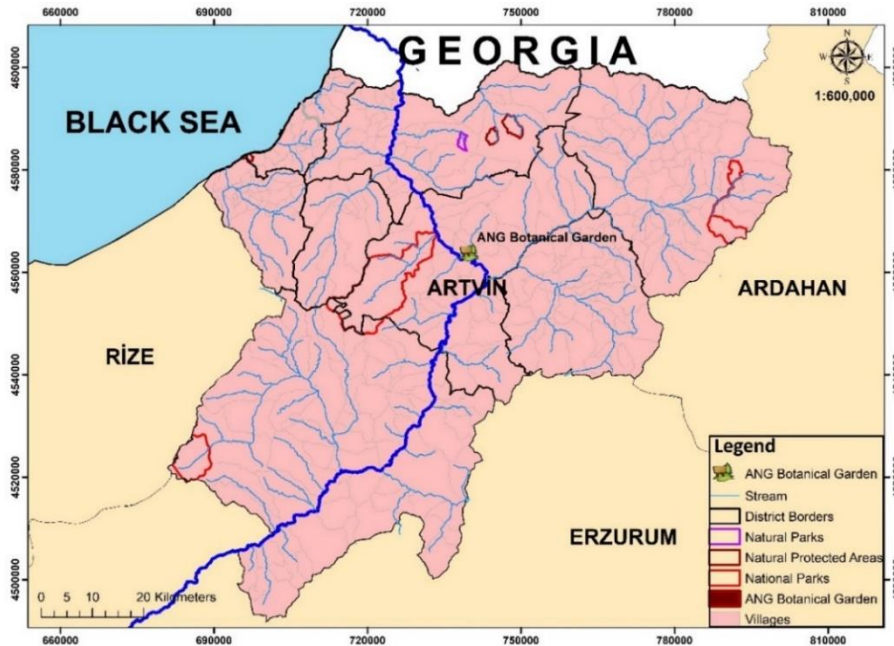 660000 690000 720000 750000 780000 810000
GEORGIA
N
W E
S
1:600,000
4600000
BLACK SEA
4580000
ANG Botanical Garden
4560000
ARTVİN
ARDAHAN
RİZE
4540000
Legend
ANG Botanical Garden
Stream
District Borders
Natural Parks
Natural Protected Areas
National Parks
ANG Botanical Garden
Villages
4520000
ERZURUM
4500000
0 5 10 20 Kilometers
660000 690000 720000 750000 780000 810000